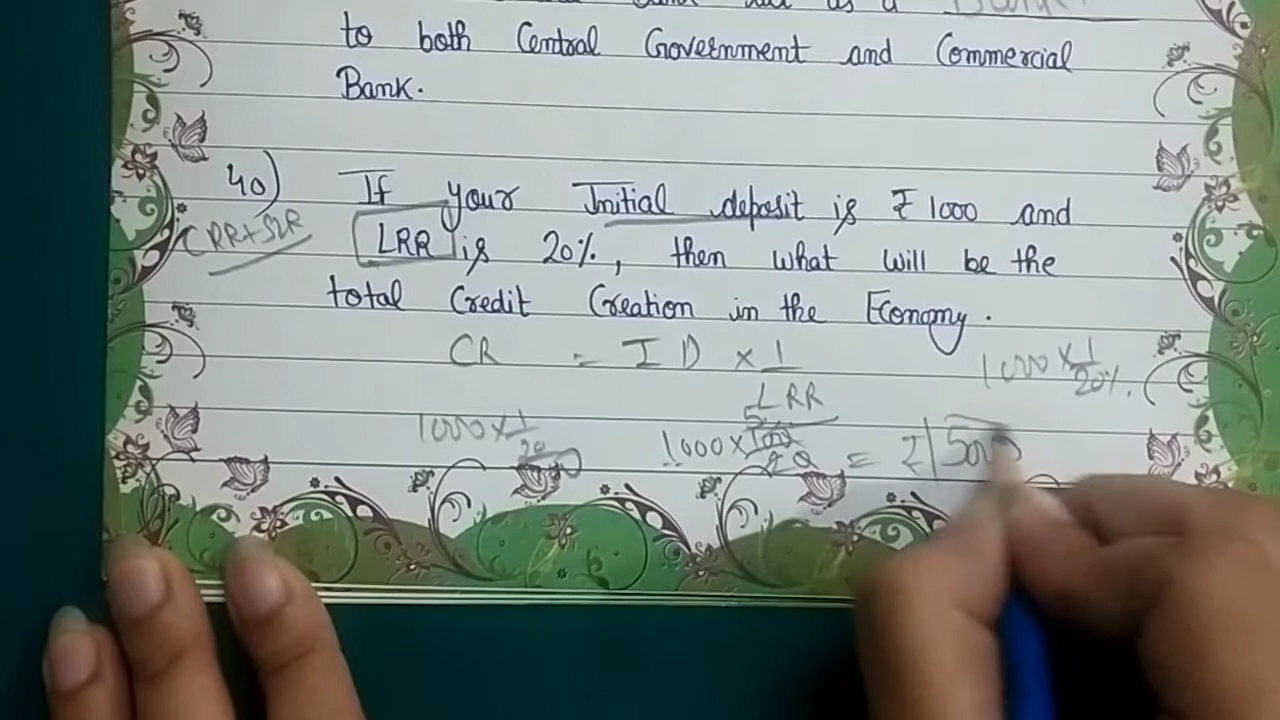 as a
to both Central Government and Commercial
Bank.
40) If your Initial deposit is ₹ 1000 and
CRR+SLR LRR is 20%, then what will be the
total Credit Creation in the Economy.
CR = ID × 1
LRR
1000 × 1
20%.
1000 × 1
20
5
1000 × 100 = ₹ 5000
20